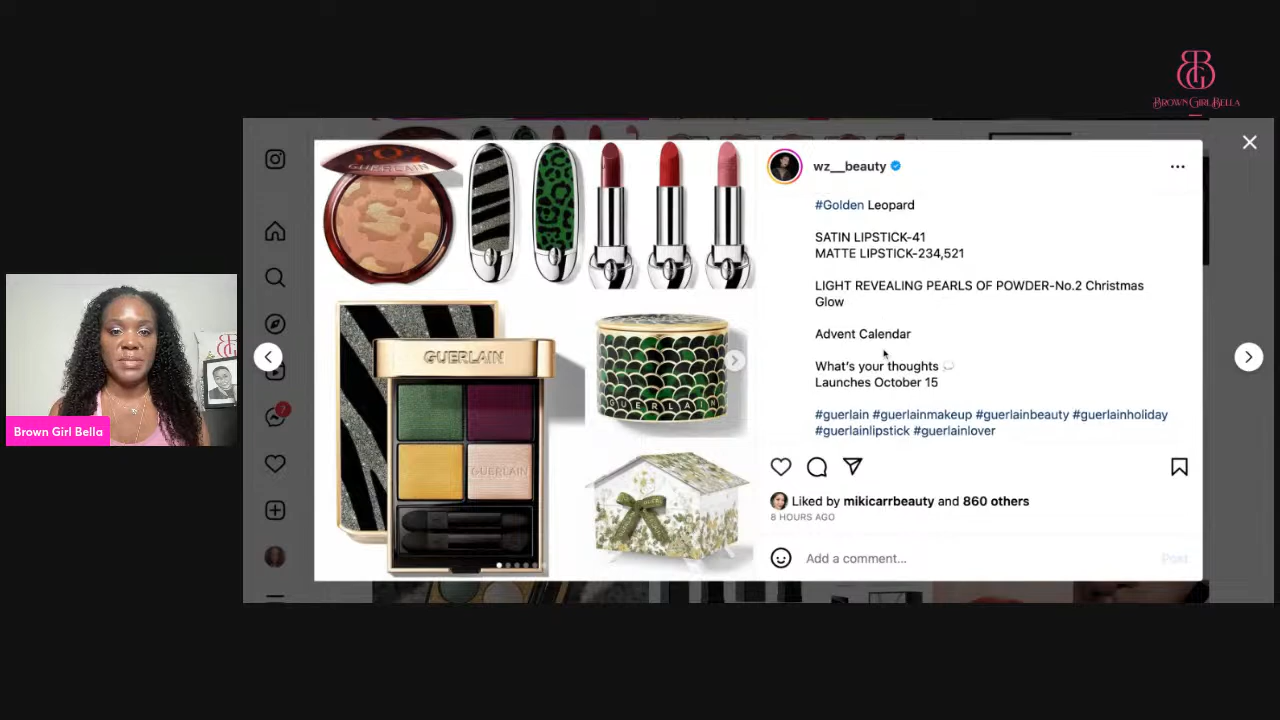 BROWN GIRL BELLA
GUERLAIN
wz__beauty
#Golden Leopard
SATIN LIPSTICK-41
MATTE LIPSTICK-234,521
LIGHT REVEALING PEARLS OF POWDER-No.2 Christmas
Glow
Advent Calendar
What's your thoughts 💭
Launches October 15
#guerlain #guerlainmakeup #guerlainbeauty #guerlainholiday
#guerlainlipstick #guerlainlover
Liked by mikicarrbeauty and 860 others
8 HOURS AGO
Add a comment...
Post
GUERLAIN
GUERLAIN
GUERLAIN
7
Brown Girl Bella